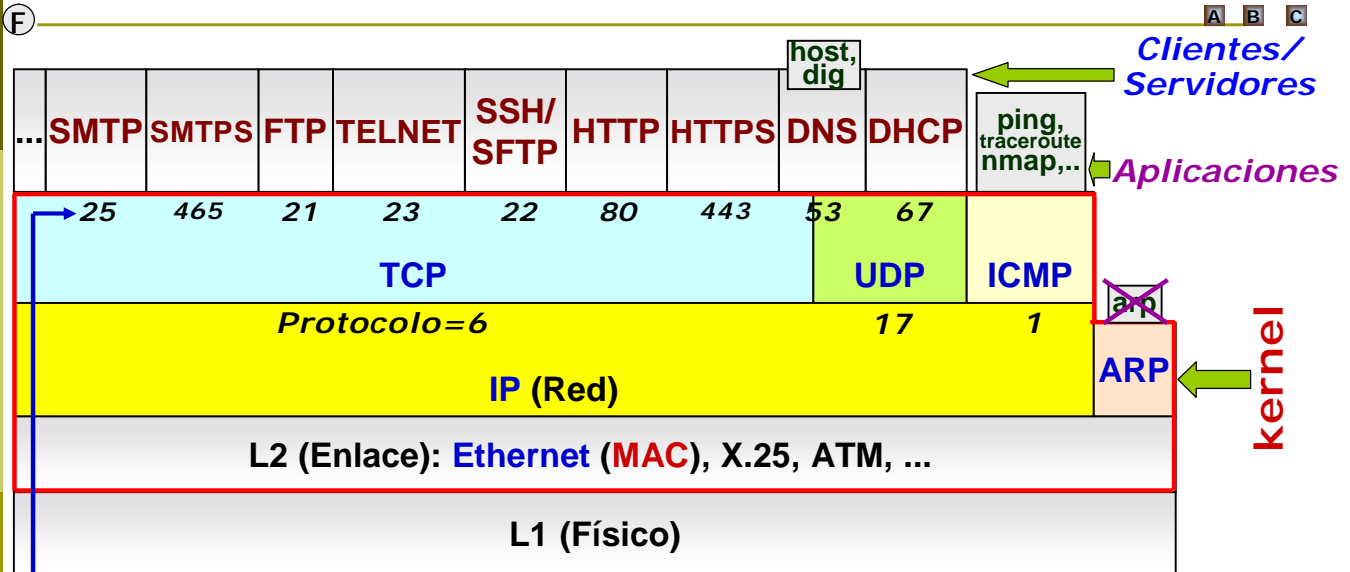 F
A B C
Clientes/
Servidores
host,
dig
... SMTP SMTPS FTP TELNET SSH/
SFTP HTTP HTTPS DNS DHCP
ping,
traceroute
nmap,..
Aplicaciones
25 465 21 23 22 80 443 53 67
TCP UDP ICMP
arp
Protocolo=6 17 1
ARP
IP (Red)
kernel
L2 (Enlace): Ethernet (MAC), X.25, ATM, ...
L1 (Físico)